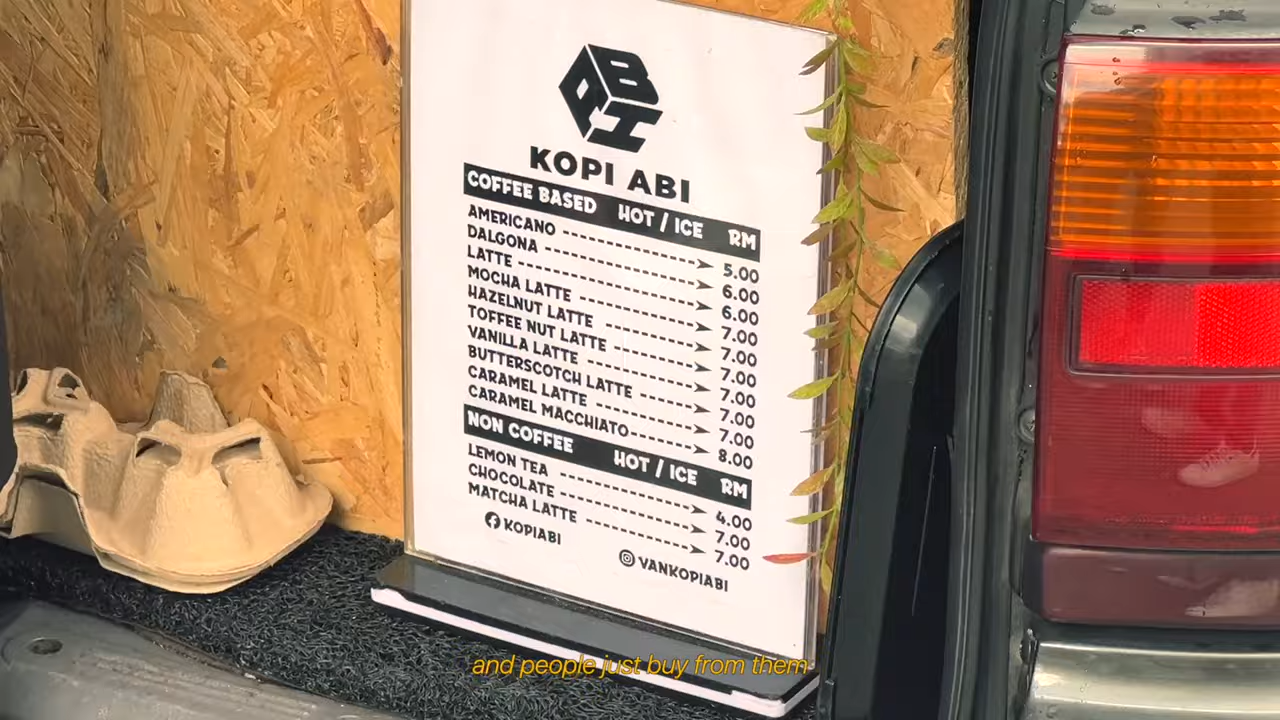 ABI
KOPI ABI
COFFEE BASED HOT / ICE RM
AMERICANO 5.00
DALGONA 6.00
LATTE 6.00
MOCHA LATTE 7.00
HAZELNUT LATTE 7.00
TOFFEE NUT LATTE 7.00
VANILLA LATTE 7.00
BUTTERSCOTCH LATTE 7.00
CARAMEL LATTE 7.00
CARAMEL MACCHIATO 8.00
NON COFFEE HOT / ICE RM
LEMON TEA 4.00
CHOCOLATE 7.00
MATCHA LATTE 7.00
KOPIABI
VANKOPIABI
and people just buy from them